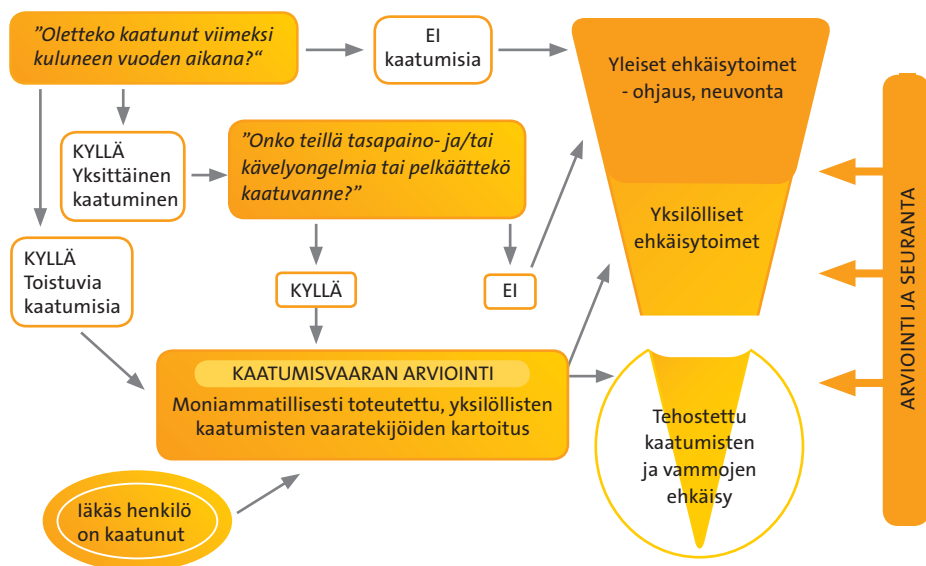 ”Oletteko kaatunut viimeksi
kuluneen vuoden aikana?“
EI
kaatumisia
Yleiset ehkäisytoimet
- ohjaus, neuvonta
KYLLÄ
Yksittäinen
kaatuminen
”Onko teillä tasapaino- ja/tai
kävelyongelmia tai pelkäättekö
kaatuvanne?”
Yksilölliset
ehkäisytoimet
KYLLÄ
Toistuvia
kaatumisia
KYLLÄ
EI
KAATUMISVAARAN ARVIOINTI
Moniammatillisesti toteutettu, yksilöllisten
kaatumisten vaaratekijöiden kartoitus
Tehostettu
kaatumisten
ja vammojen
ehkäisy
Iäkäs henkilö
on kaatunut
ARVIOINTI JA SEURANTA